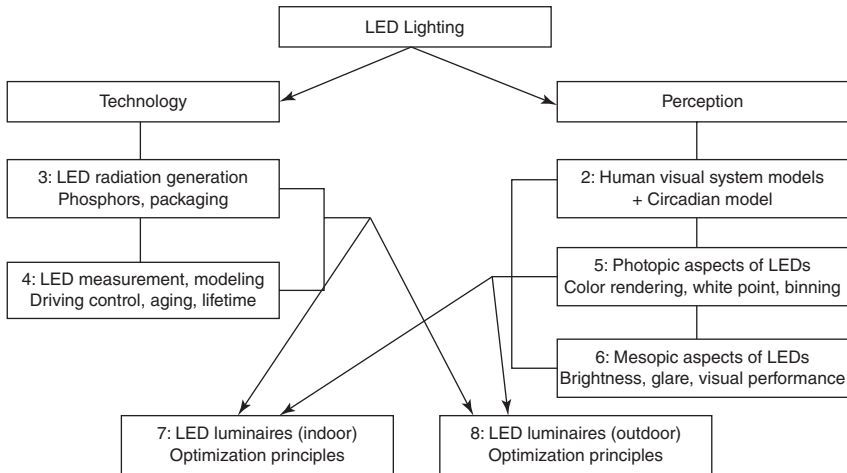 LED Lighting
Technology
Perception
3: LED radiation generation
Phosphors, packaging
2: Human visual system models
+ Circadian model
4: LED measurement, modeling
Driving control, aging, lifetime
5: Photopic aspects of LEDs
Color rendering, white point, binning
6: Mesopic aspects of LEDs
Brightness, glare, visual performance
7: LED luminaires (indoor)
Optimization principles
8: LED luminaires (outdoor)
Optimization principles